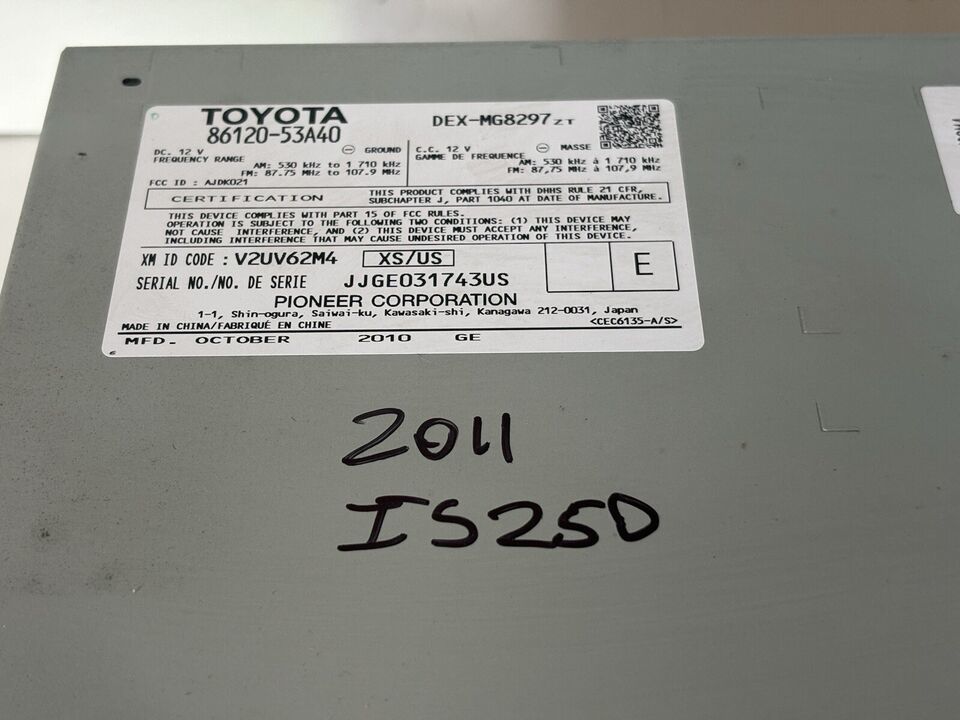 TOYOTA
86120-53A40
DEX-MG8297ZT
DC. 12 V ⊖ GROUND
FREQUENCY RANGE
AM: 530 kHz to 1 710 kHz
FM: 87.75 MHz to 107.9 MHz
C.C. 12 V ⊖ MASSE
GAMME DE FREQUENCE
AM: 530 kHz à 1 710 kHz
FM: 87,75 MHz à 107,9 MHz
FCC ID : AJDK021
CERTIFICATION
THIS PRODUCT COMPLIES WITH DHHS RULE 21 CFR,
SUBCHAPTER J, PART 1040 AT DATE OF MANUFACTURE.
THIS DEVICE COMPLIES WITH PART 15 OF FCC RULES.
OPERATION IS SUBJECT TO THE FOLLOWING TWO CONDITIONS: (1) THIS DEVICE MAY
NOT CAUSE INTERFERENCE, AND (2) THIS DEVICE MUST ACCEPT ANY INTERFERENCE,
INCLUDING INTERFERENCE THAT MAY CAUSE UNDESIRED OPERATION OF THIS DEVICE.
XM ID CODE : V2UV62M4 XS/US
E
SERIAL NO./NO. DE SERIE JJGE031743US
PIONEER CORPORATION
1-1, Shin-ogura, Saiwai-ku, Kawasaki-shi, Kanagawa 212-0031, Japan
MADE IN CHINA/FABRIQUÉ EN CHINE <CEC6135-A/S>
MFD. OCTOBER 2010 GE
2011
IS250